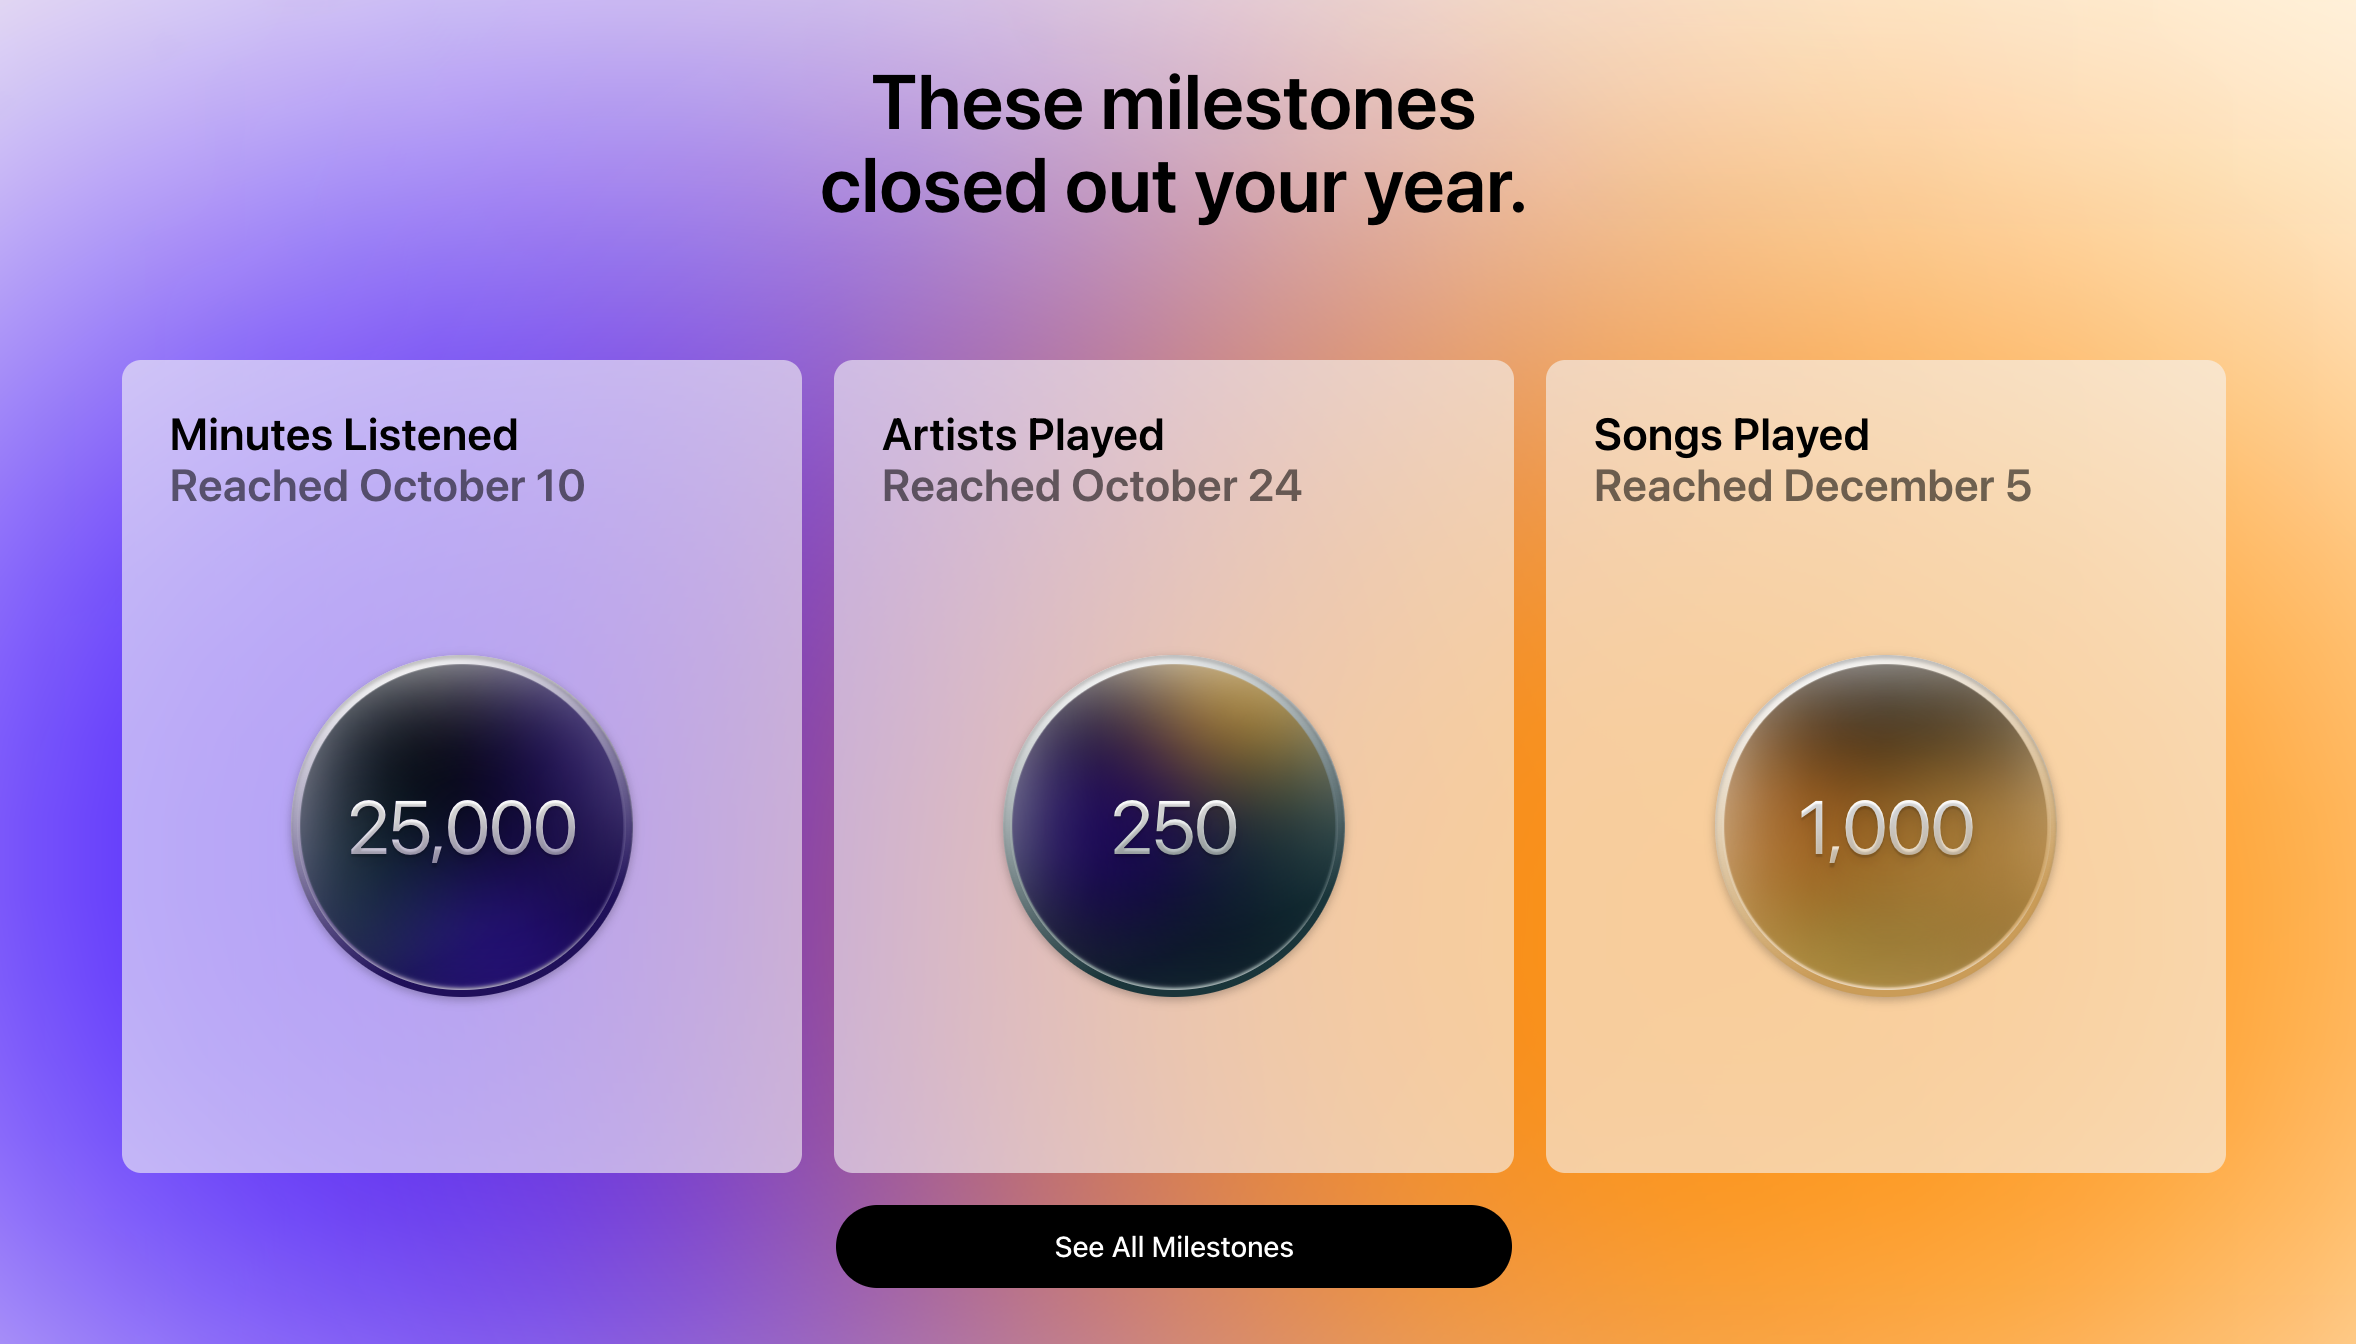 These milestones
closed out your year.
Minutes Listened
Reached October 10
25,000
Artists Played
Reached October 24
250
Songs Played
Reached December 5
1,000
See All Milestones